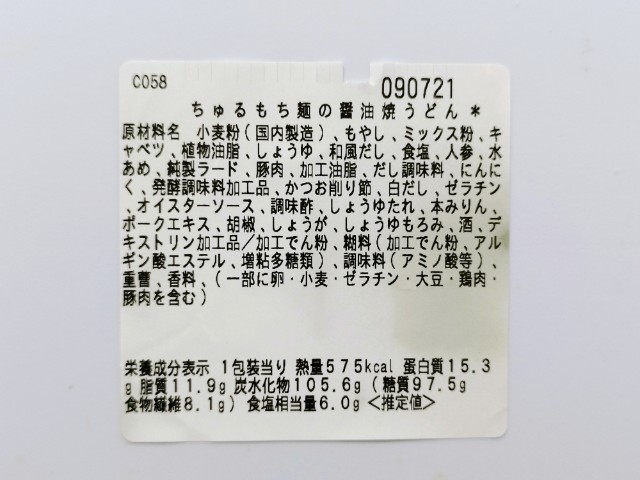 C058
090721
ちゅるもち麺の醤油焼うどん*
原材料名 小麦粉(国内製造)、もやし、ミックス粉、キ
ャベツ、植物油脂、しょうゆ、和風だし、食塩、人参、水
あめ、純製ラード、豚肉、加工油脂、だし調味料、にんに
く、発酵調味料加工品、かつお削り節、白だし、ゼラチン
、オイスターソース、調味酢、しょうゆたれ、本みりん、
ポークエキス、胡椒、しょうが、しょうゆもろみ、酒、デ
キストリン加工品/加工でん粉、糊料(加工でん粉、アル
ギン酸エステル、増粘多糖類)、調味料(アミノ酸等)、
重曹、香料、(一部に卵・小麦・ゼラチン・大豆・鶏肉・
豚肉を含む)
栄養成分表示 1包装当り 熱量575kcal 蛋白質15.3
g 脂質11.9g 炭水化物105.6g(糖質97.5g
食物繊維8.1g) 食塩相当量6.0g<推定値>